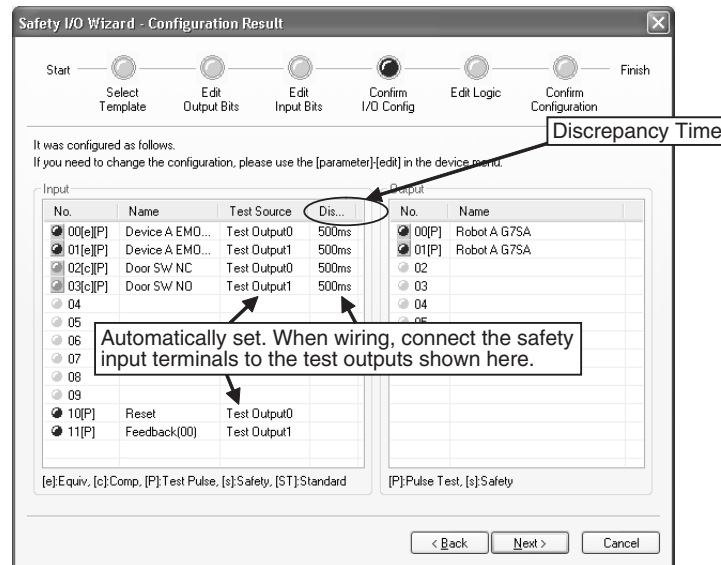 Safety I/O Wizard - Configuration Result
Start
Select Template
Edit Output Bits
Edit Input Bits
Confirm I/O Config
Edit Logic
Confirm Configuration
Finish
Discrepancy Time
It was configured as follows.
If you need to change the configuration, please use the [parameter]-[edit] in the device menu.
Input
No. Name Test Source Dis...
00[e][P] Device A EMO... Test Output0 500ms
01[e][P] Device A EMO... Test Output1 500ms
02[c][P] Door SW NC Test Output0 500ms
03[c][P] Door SW NO Test Output1 500ms
04
05
06
07
08
09
10[P] Reset Test Output0
11[P] Feedback(00) Test Output1
Automatically set. When wiring, connect the safety
input terminals to the test outputs shown here.
[e]:Equiv, [c]:Comp, [P]:Test Pulse, [s]:Safety, [ST]:Standard
Output
No. Name
00[P] Robot A G7SA
01[P] Robot A G7SA
02
03
04
05
[P]:Pulse Test, [s]:Safety
< Back
Next >
Cancel